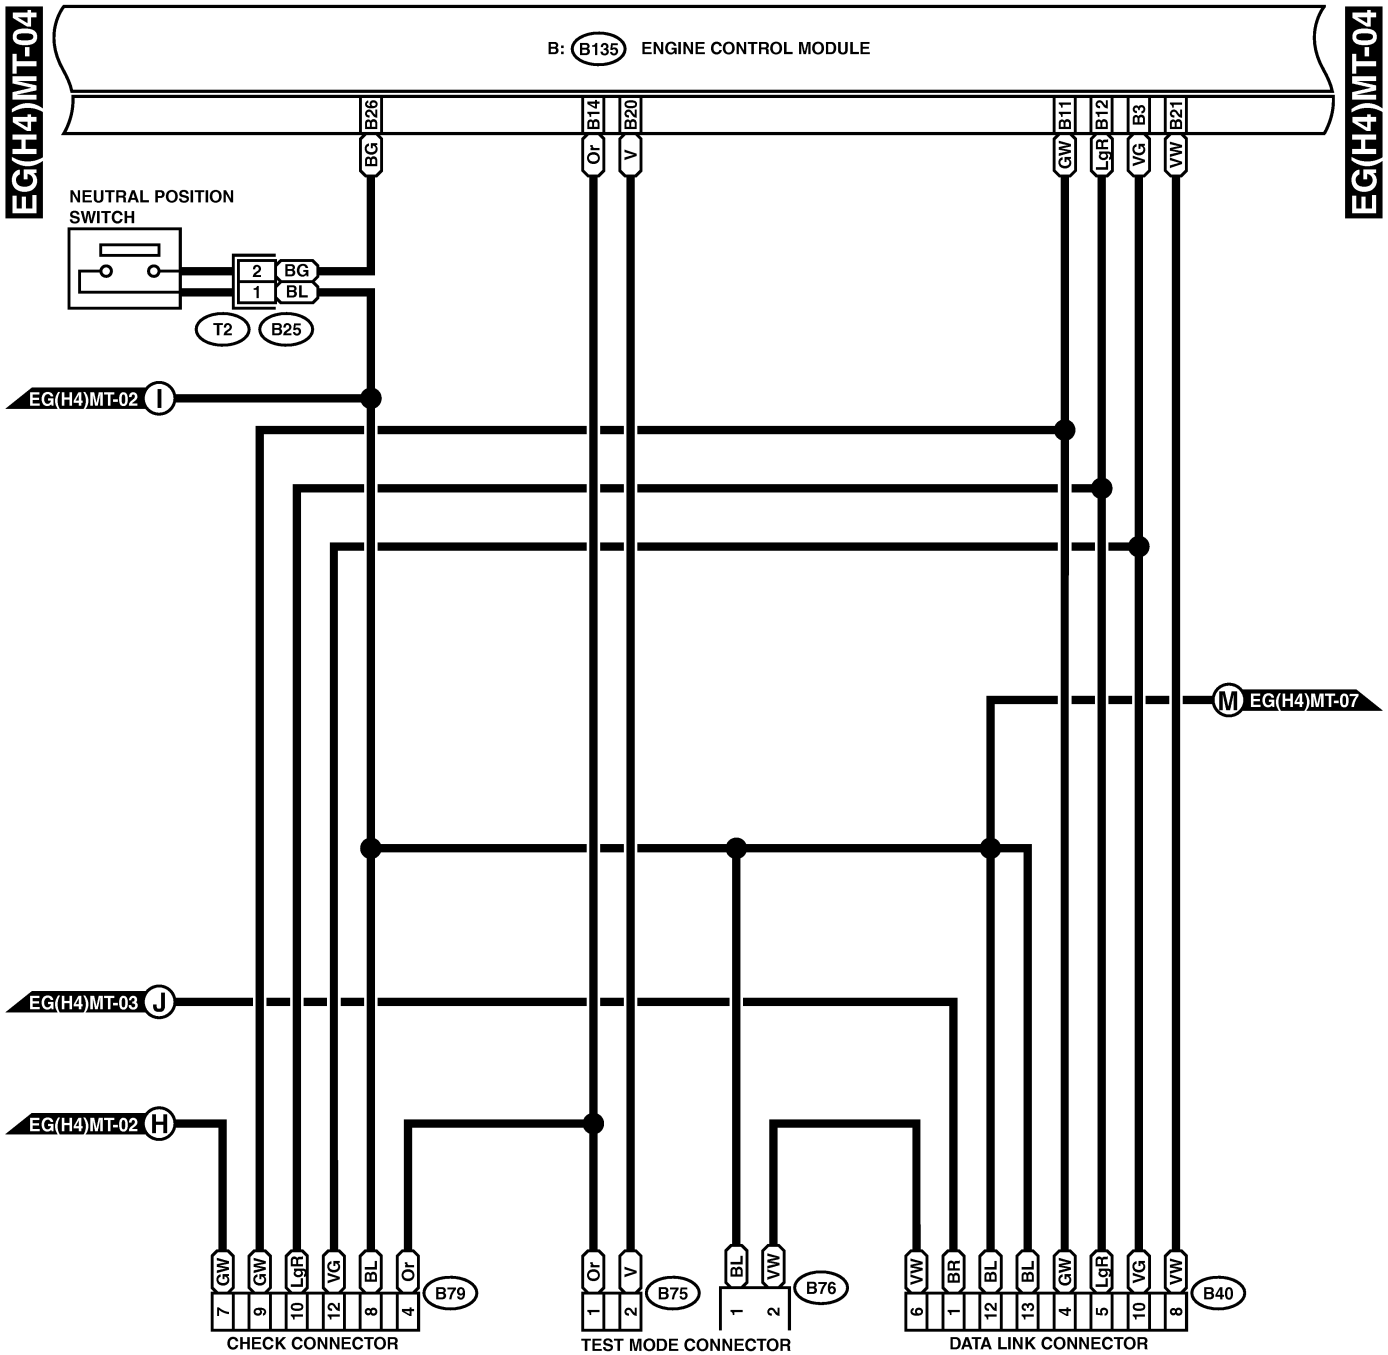 EG(H4)MT-04
EG(H4)MT-04
B: B135 ENGINE CONTROL MODULE
B26 B14 B20 B11 B12 B3 B21
BG Or V GW LgR VG VW
NEUTRAL POSITION
SWITCH
2 BG
1 BL
T2 B25
EG(H4)MT-02 I
M EG(H4)MT-07
EG(H4)MT-03 J
EG(H4)MT-02 H
GW GW LgR VG BL Or
7 9 10 12 8 4
B79
CHECK CONNECTOR
Or V
1 2
B75
BL VW
1 2
B76
TEST MODE CONNECTOR
VW BR BL BL GW LgR VG VW
6 1 12 13 4 5 10 8
B40
DATA LINK CONNECTOR